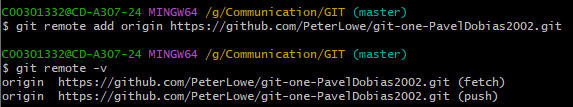 C00301332@CD-A307-24 MINGW64 /g/Communication/GIT (master)
$ git remote add origin https://github.com/PeterLowe/git-one-PavelDobias2002.git
C00301332@CD-A307-24 MINGW64 /g/Communication/GIT (master)
$ git remote -v
origin  https://github.com/PeterLowe/git-one-PavelDobias2002.git (fetch)
origin  https://github.com/PeterLowe/git-one-PavelDobias2002.git (push)